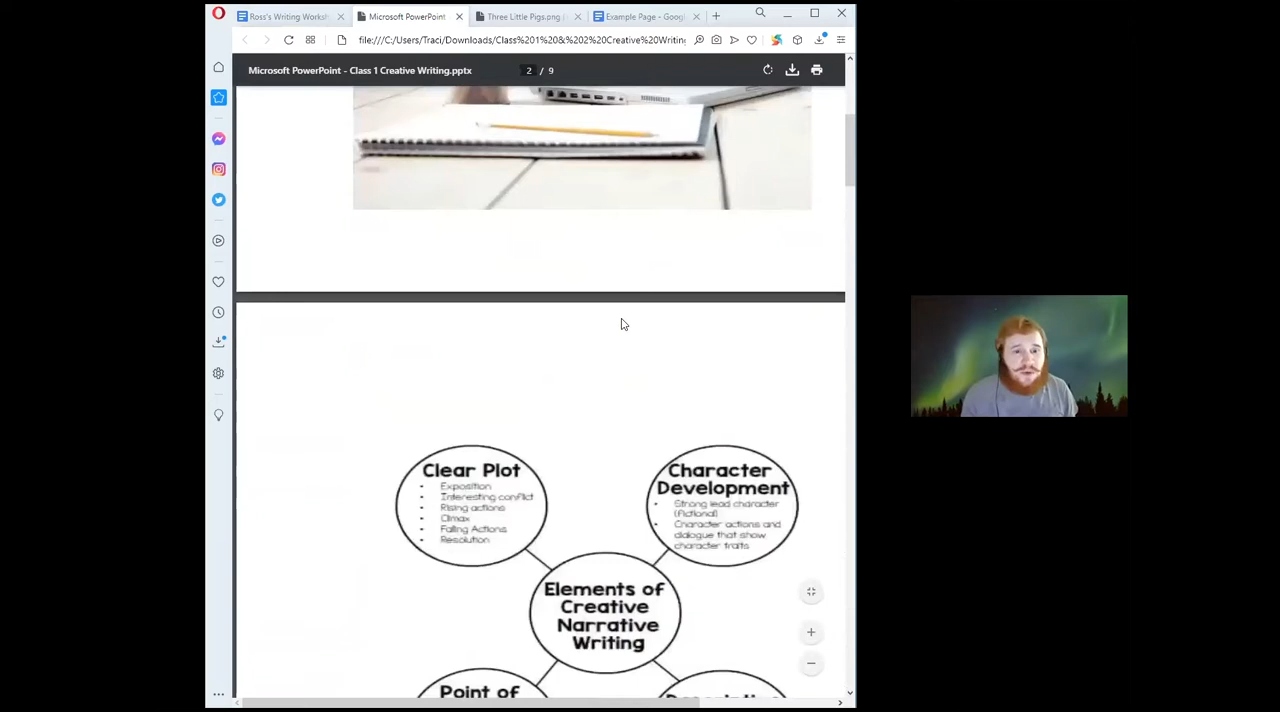 Ross's Writing Worksh
Microsoft PowerPoint
Three Little Pigs.png (
Example Page - Googl
file:///C:/Users/Traci/Downloads/Class%201%20&%202%20Creative%20Writing
Microsoft PowerPoint - Class 1 Creative Writing.pptx
2 / 9
Clear Plot
Exposition
Interesting conflict
Rising actions
Climax
Falling Actions
Resolution
Character
Development
Strong lead character
(fictional)
Character actions and
dialogue that show
character traits
Elements of
Creative
Narrative
Writing
Point of